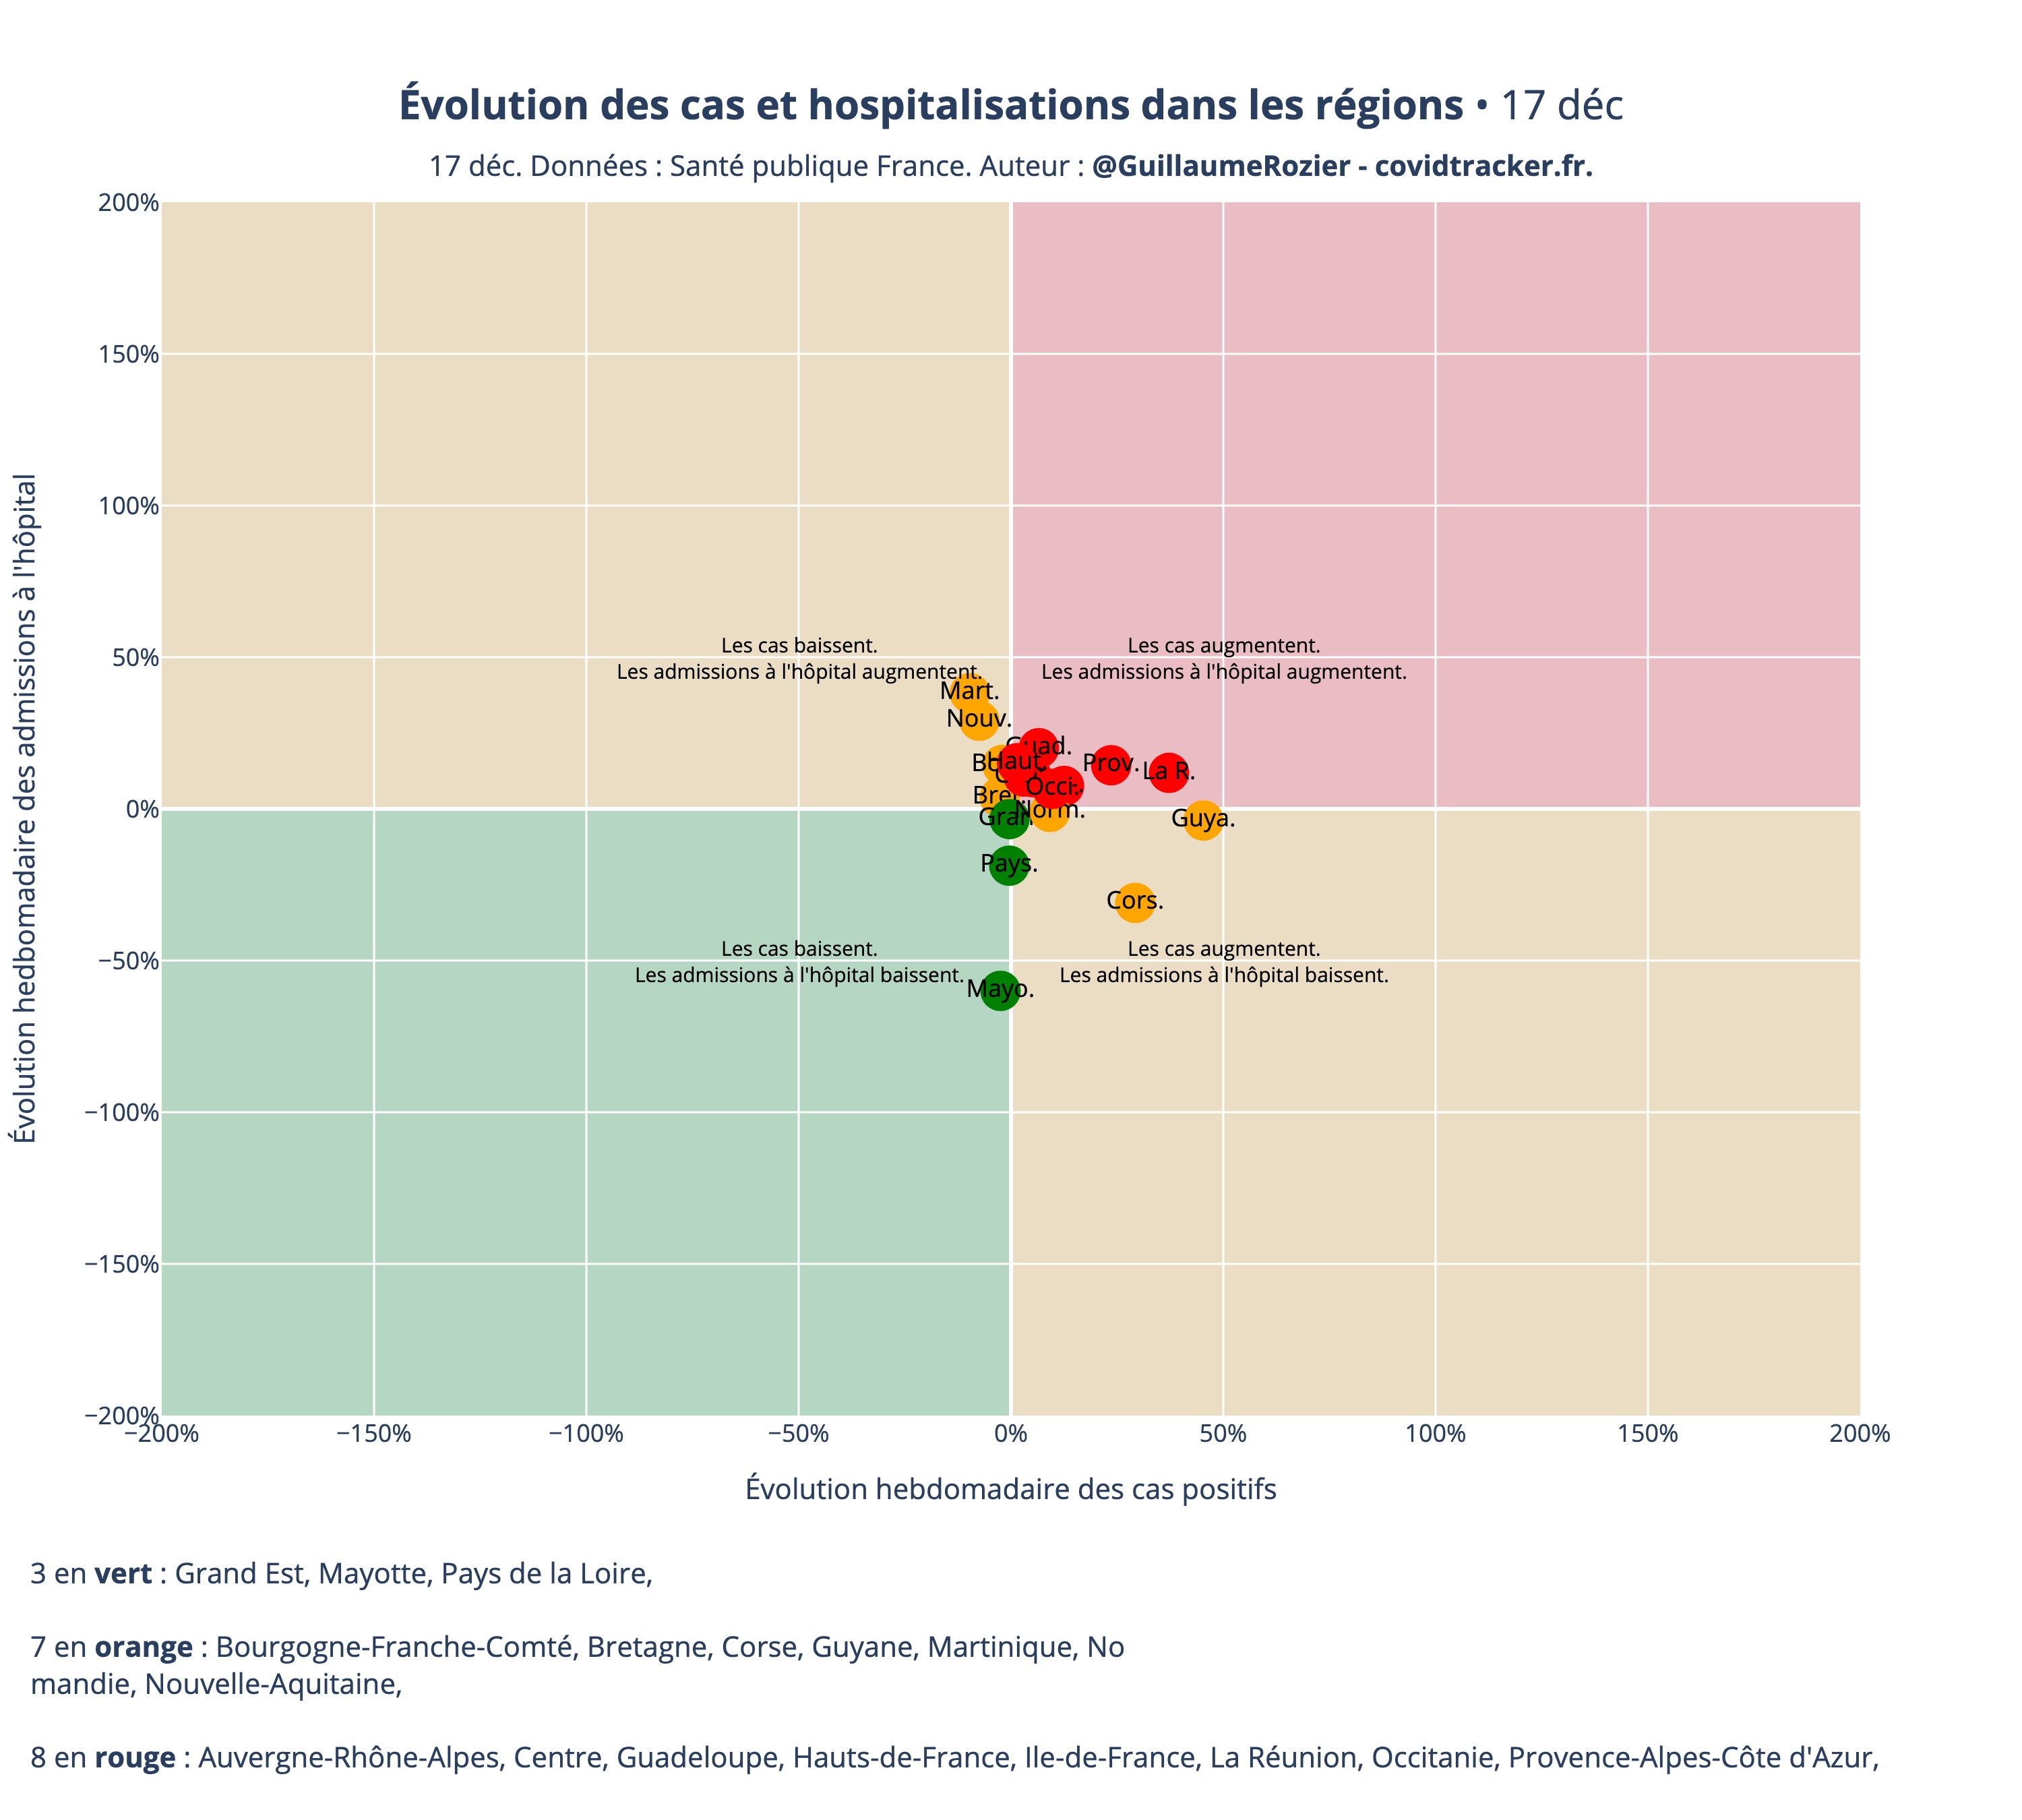 Évolution des cas et hospitalisations dans les régions • 17 déc
17 déc. Données : Santé publique France. Auteur : @GuillaumeRozier - covidtracker.fr.
Évolution hedbomadaire des admissions à l'hôpital
200%
150%
100%
50%
0%
−50%
−100%
−150%
−200%
Les cas baissent.
Les admissions à l'hôpital augmentent.
Les cas augmentent.
Les admissions à l'hôpital augmentent.
Mart.
Nouv.
Guad.
Haut.
Prov.
La R.
Occi.
Norm.
Guya.
Pays.
Cors.
Les cas baissent.
Les admissions à l'hôpital baissent.
Les cas augmentent.
Les admissions à l'hôpital baissent.
Mayo.
−200%
−150%
−100%
−50%
0%
50%
100%
150%
200%
Évolution hebdomadaire des cas positifs
3 en vert : Grand Est, Mayotte, Pays de la Loire,
7 en orange : Bourgogne-Franche-Comté, Bretagne, Corse, Guyane, Martinique, No
mandie, Nouvelle-Aquitaine,
8 en rouge : Auvergne-Rhône-Alpes, Centre, Guadeloupe, Hauts-de-France, Ile-de-France, La Réunion, Occitanie, Provence-Alpes-Côte d'Azur,